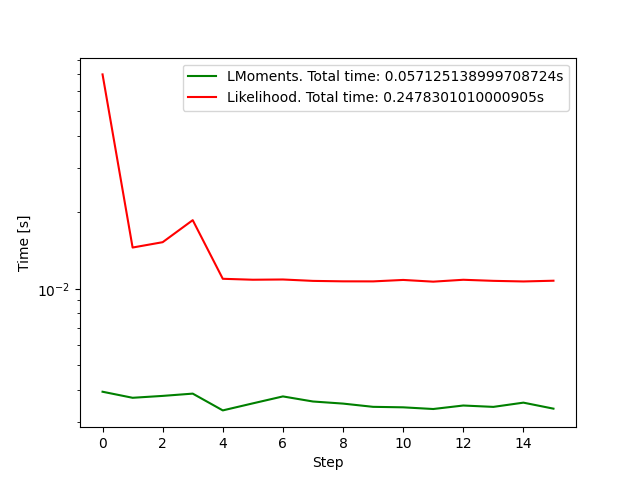 LMoments. Total time: 0.057125138999708724s
Likelihood. Total time: 0.2478301010000905s
Time [s]
10⁻²
0 2 4 6 8 10 12 14
Step